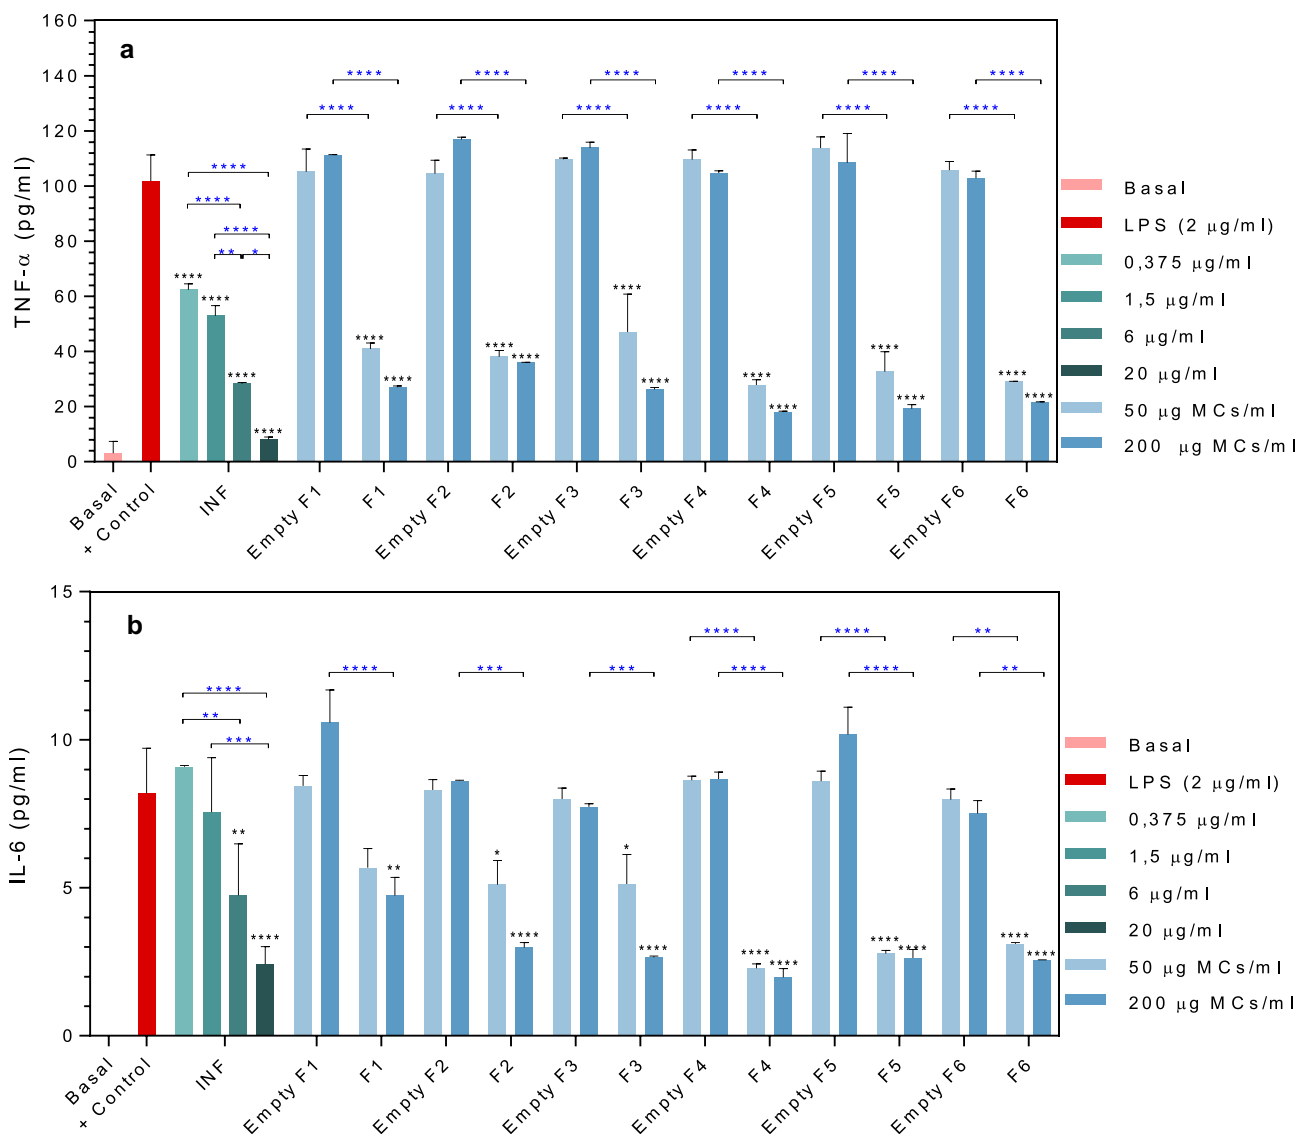 a
TNF-α (pg/ml)
160
140
120
100
80
60
40
20
0
**** **** **** **** **** ****
**** **** **** **** **** ****
****
****
****
** *
**** **** **** ****
**** ****
**** ****
**** ****
**** ****
**** ****
**** ****
Basal
+ Control
INF
Empty F1
F1
Empty F2
F2
Empty F3
F3
Empty F4
F4
Empty F5
F5
Empty F6
F6
Basal
LPS (2 μg/ml)
0,375 μg/ml
1,5 μg/ml
6 μg/ml
20 μg/ml
50 μg MCs/ml
200 μg MCs/ml
b
IL-6 (pg/ml)
15
10
5
0
**** **** **
**** *** *** **** **** **
****
**
***
** ****
**
* ****
* ****
**** ****
**** ****
**** ****
Basal
+ Control
INF
Empty F1
F1
Empty F2
F2
Empty F3
F3
Empty F4
F4
Empty F5
F5
Empty F6
F6
Basal
LPS (2 μg/ml)
0,375 μg/ml
1,5 μg/ml
6 μg/ml
20 μg/ml
50 μg MCs/ml
200 μg MCs/ml